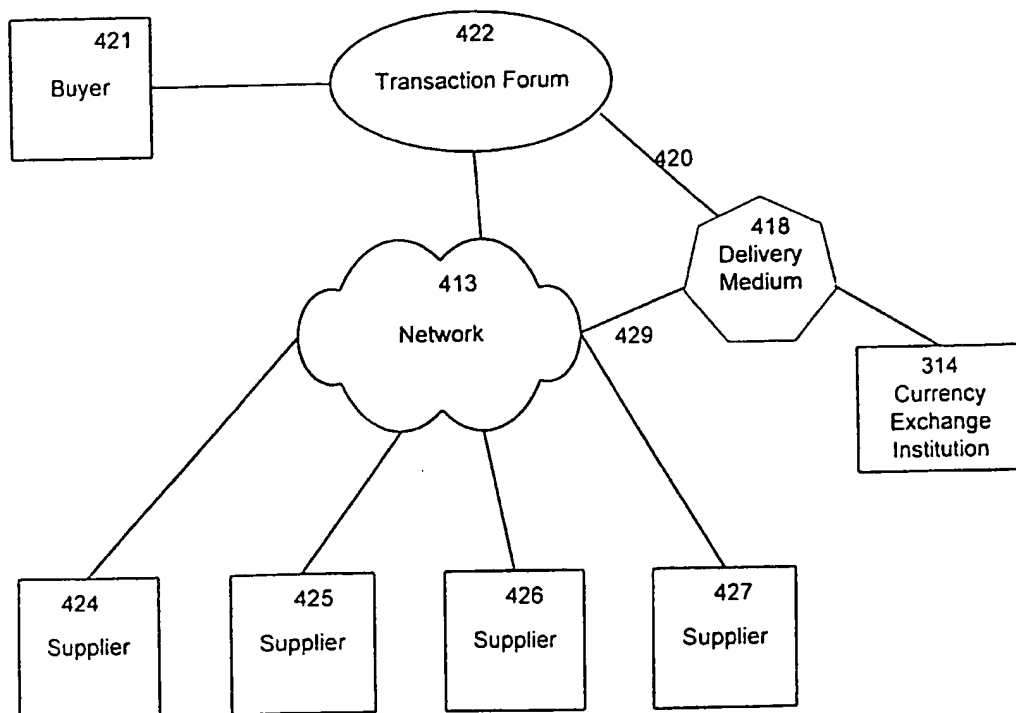 421
Buyer
422
Transaction Forum
420
418
Delivery
Medium
413
Network
429
314
Currency
Exchange
Institution
424
Supplier
425
Supplier
426
Supplier
427
Supplier